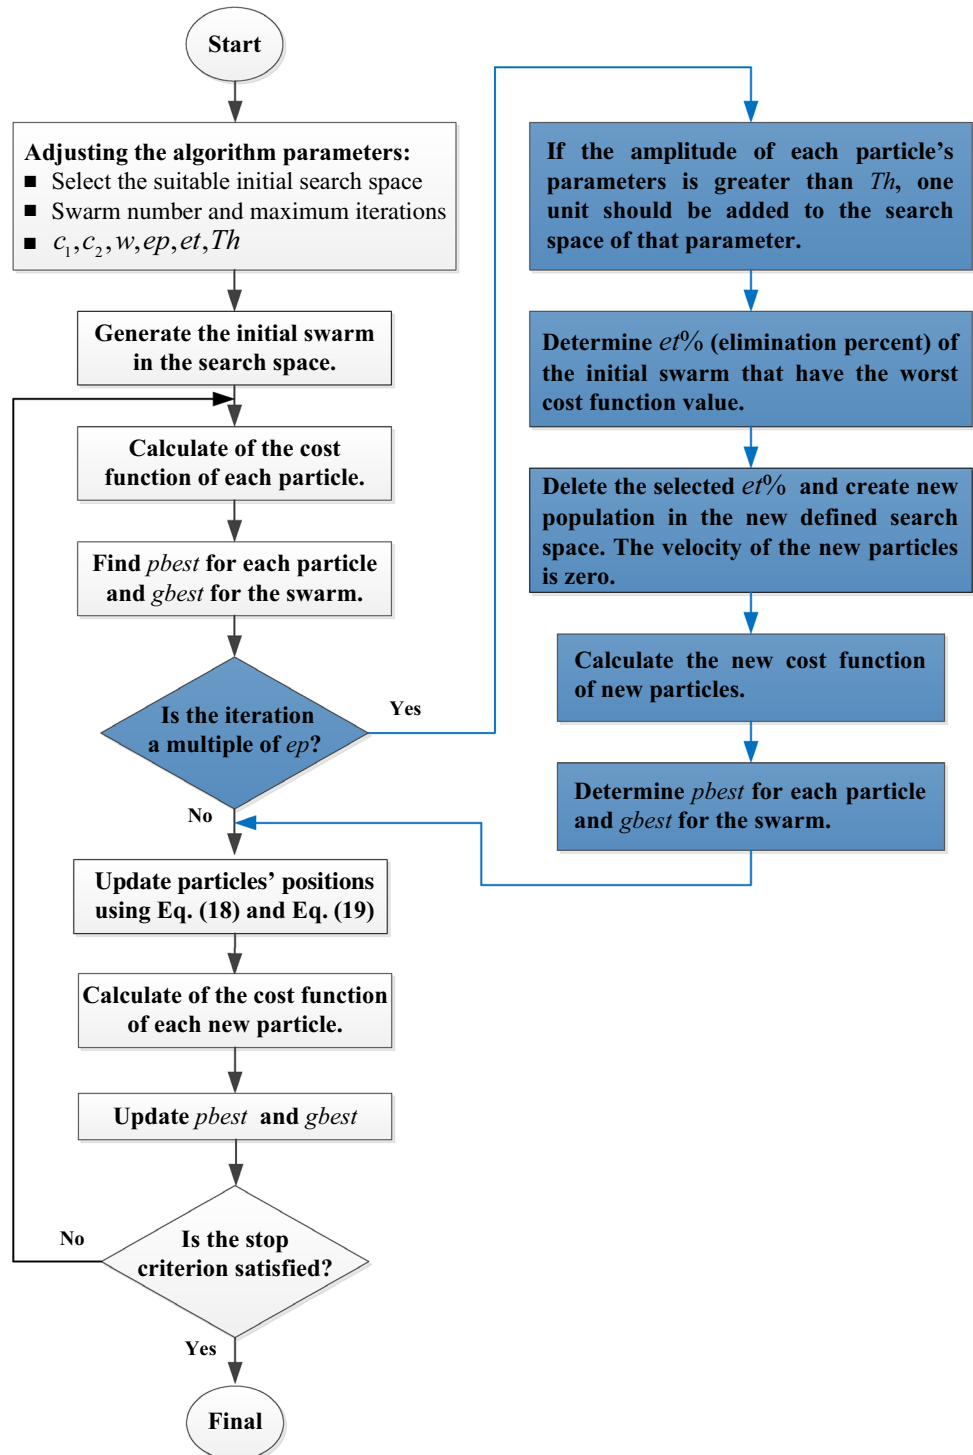 Start
Adjusting the algorithm parameters:
■ Select the suitable initial search space
■ Swarm number and maximum iterations
■ c₁,c₂,w,ep,et,Th
Generate the initial swarm
in the search space.
Calculate of the cost
function of each particle.
Find pbest for each particle
and gbest for the swarm.
Is the iteration
a multiple of ep?
Yes
No
Update particles’ positions
using Eq. (18) and Eq. (19)
Calculate of the cost function
of each new particle.
Update pbest and gbest
Is the stop
criterion satisfied?
No
Yes
Final
If the amplitude of each particle’s
parameters is greater than Th, one
unit should be added to the search
space of that parameter.
Determine et% (elimination percent) of
the initial swarm that have the worst
cost function value.
Delete the selected et% and create new
population in the new defined search
space. The velocity of the new particles
is zero.
Calculate the new cost function
of new particles.
Determine pbest for each particle
and gbest for the swarm.